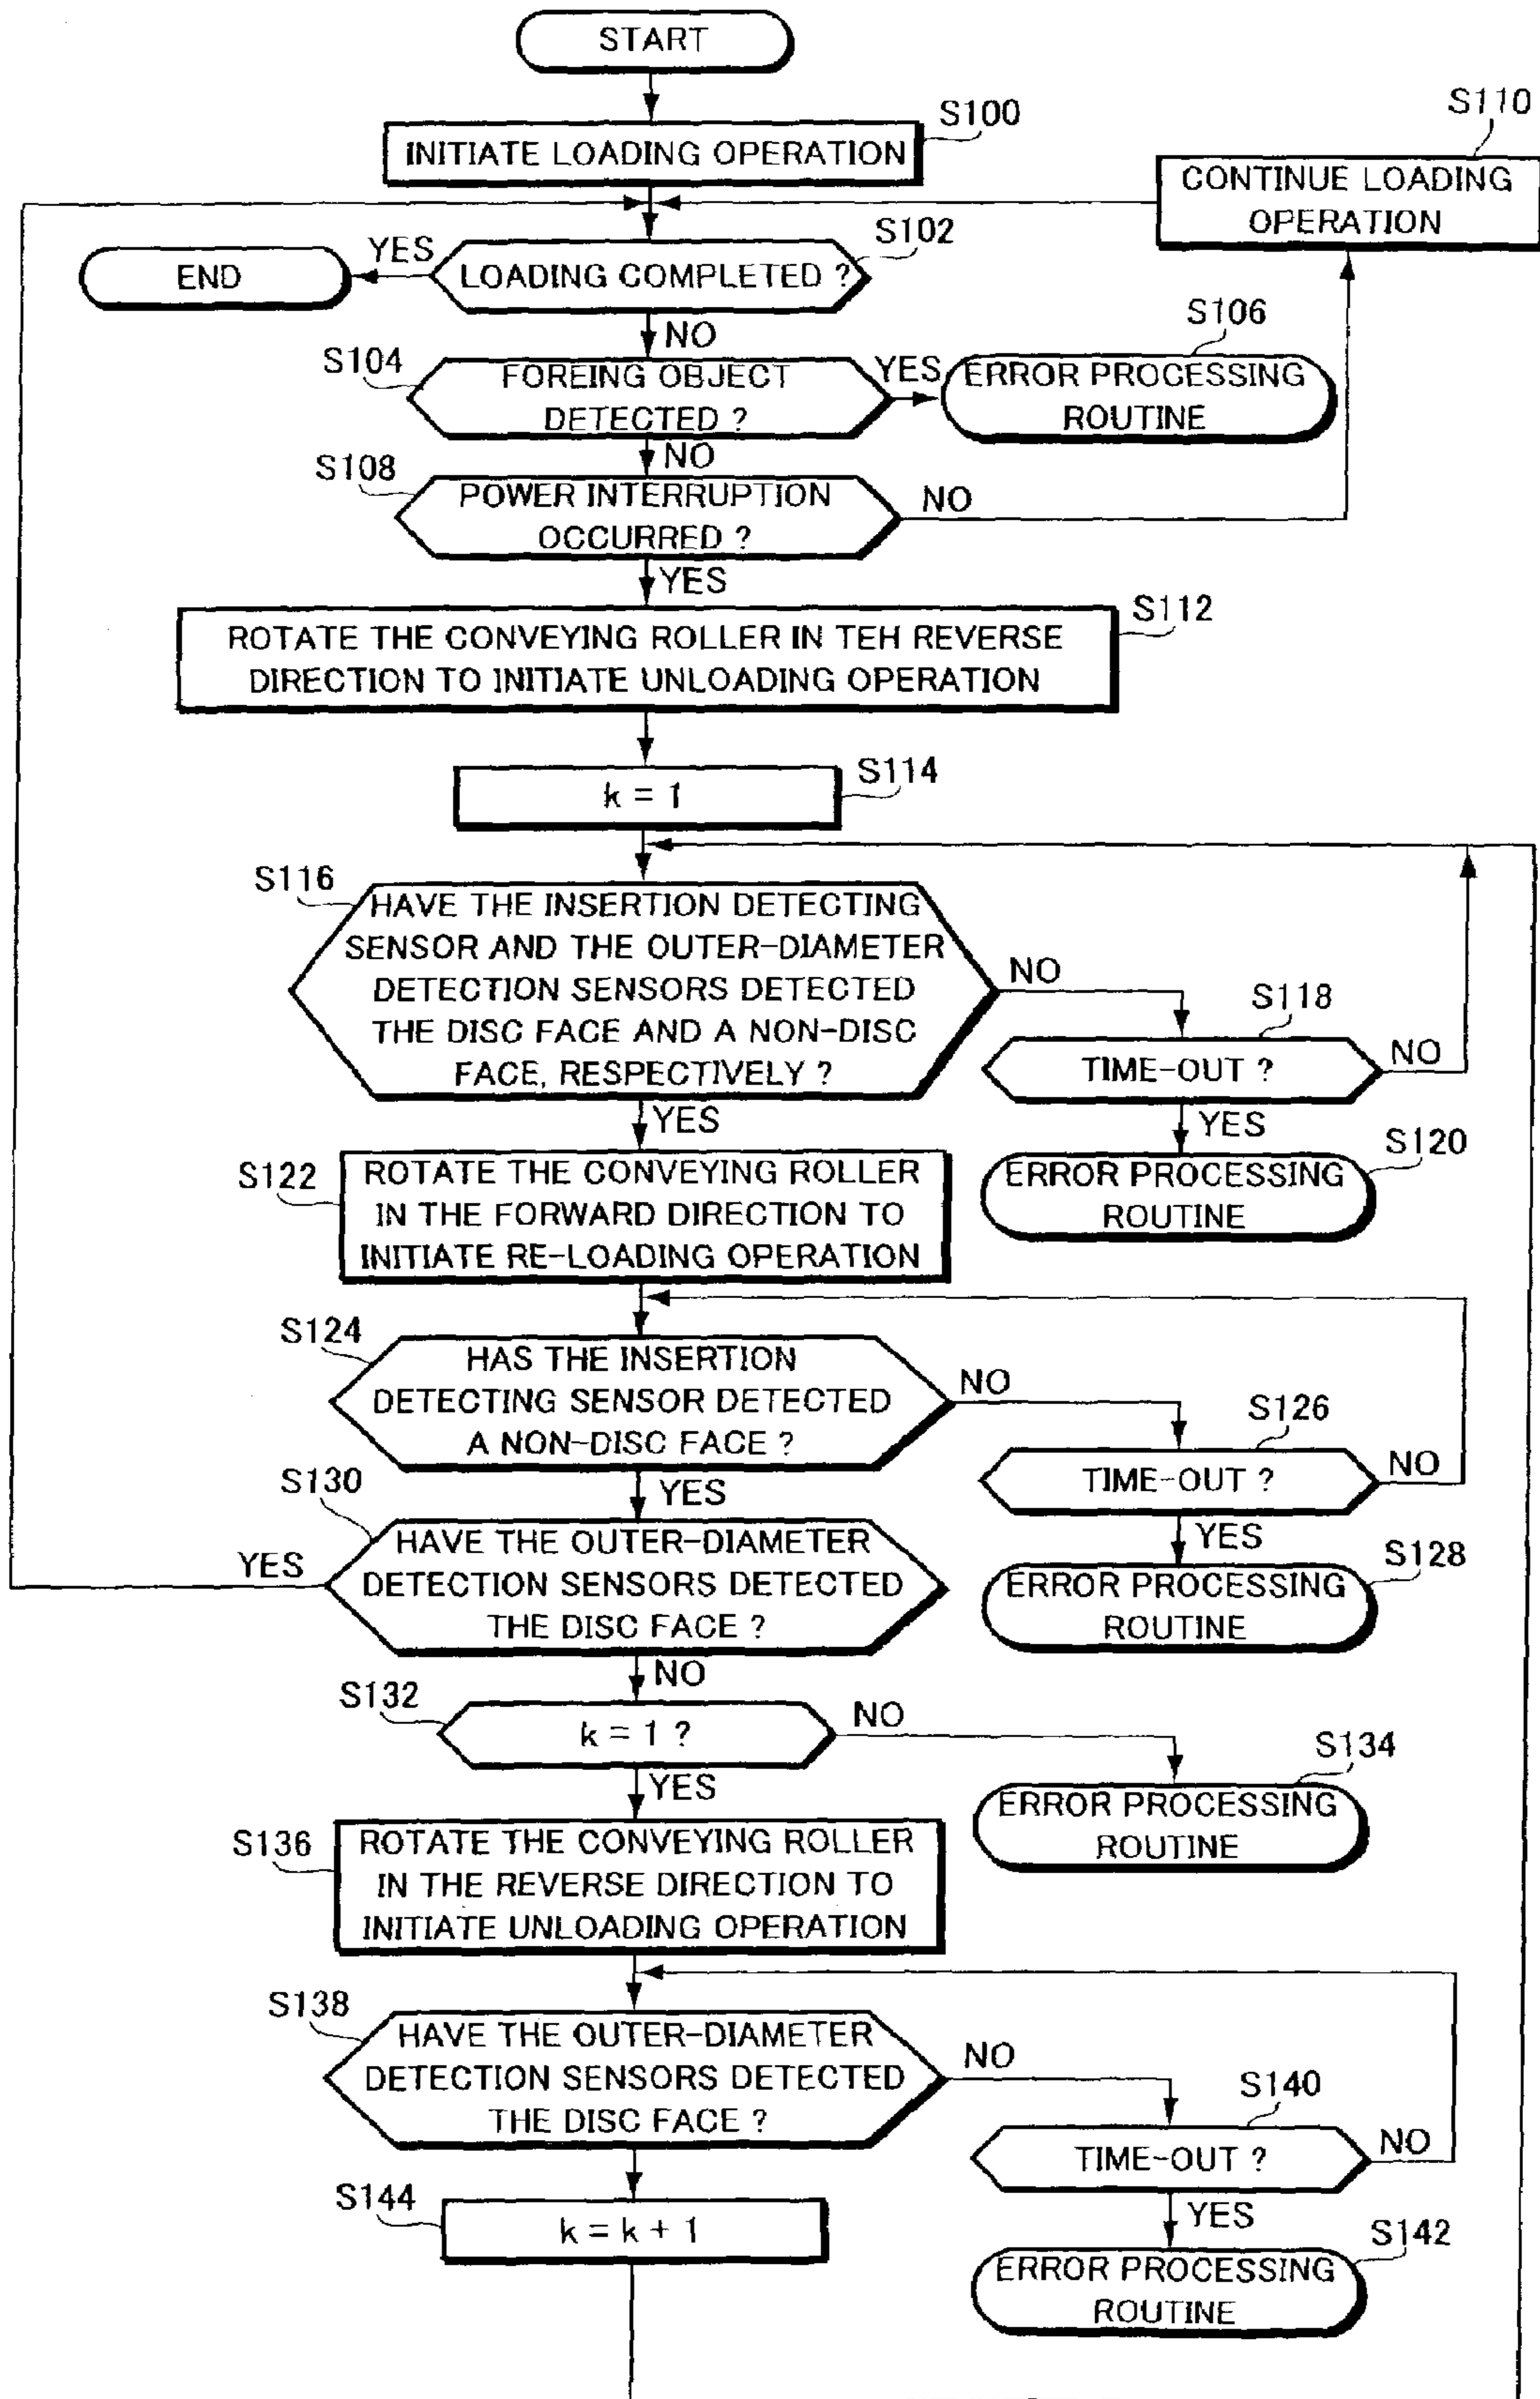 START
S100
INITIATE LOADING OPERATION
S110
CONTINUE LOADING
OPERATION
S102
LOADING COMPLETED ?
YES
END
NO
S104
FOREING OBJECT
DETECTED ?
YES
S106
ERROR PROCESSING
ROUTINE
NO
S108
POWER INTERRUPTION
OCCURRED ?
NO
YES
S112
ROTATE THE CONVEYING ROLLER IN TEH REVERSE
DIRECTION TO INITIATE UNLOADING OPERATION
S114
k = 1
S116
HAVE THE INSERTION DETECTING
SENSOR AND THE OUTER-DIAMETER
DETECTION SENSORS DETECTED
THE DISC FACE AND A NON-DISC
FACE, RESPECTIVELY ?
NO
S118
TIME-OUT ?
NO
YES
S120
ERROR PROCESSING
ROUTINE
YES
S122
ROTATE THE CONVEYING ROLLER
IN THE FORWARD DIRECTION TO
INITIATE RE-LOADING OPERATION
S124
HAS THE INSERTION
DETECTING SENSOR DETECTED
A NON-DISC FACE ?
NO
S126
TIME-OUT ?
NO
YES
S128
ERROR PROCESSING
ROUTINE
YES
S130
HAVE THE OUTER-DIAMETER
DETECTION SENSORS DETECTED
THE DISC FACE ?
YES
NO
S132
k = 1 ?
NO
S134
ERROR PROCESSING
ROUTINE
YES
S136
ROTATE THE CONVEYING ROLLER
IN THE REVERSE DIRECTION TO
INITIATE UNLOADING OPERATION
S138
HAVE THE OUTER-DIAMETER
DETECTION SENSORS DETECTED
THE DISC FACE ?
NO
S140
TIME-OUT ?
NO
YES
S142
ERROR PROCESSING
ROUTINE
S144
k = k + 1